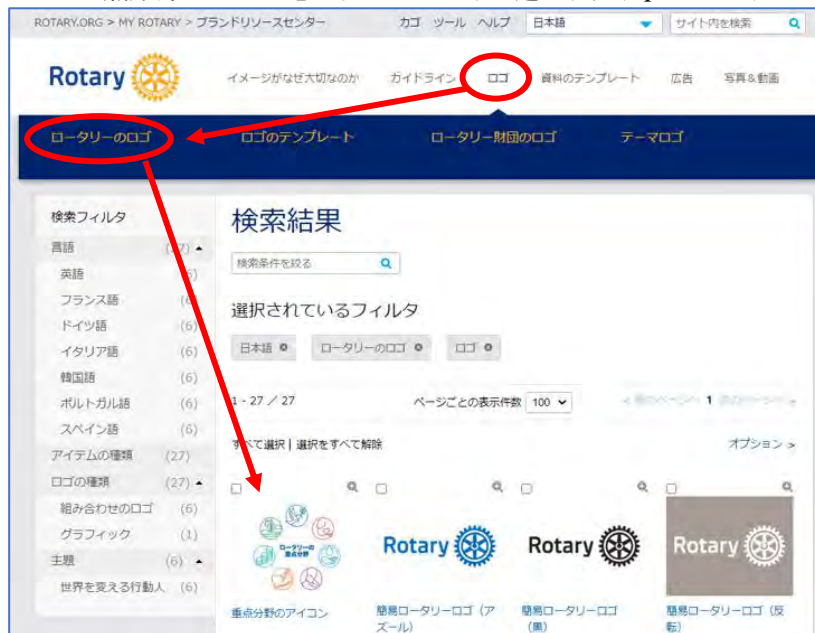 ROTARY.ORG > MY ROTARY > ブランドリソースセンター カゴ ツール ヘルプ 日本語 サイト内を検索
Rotary イメージがなぜ大切なのか ガイドライン ロゴ 資料のテンプレート 広告 写真&動画
ロータリーのロゴ ロゴのテンプレート ロータリー財団のロゴ テーマロゴ
検索フィルタ
言語 (27)
英語 (6)
フランス語 (6)
ドイツ語 (6)
イタリア語 (6)
韓国語 (6)
ポルトガル語 (6)
スペイン語 (6)
アイテムの種類 (27)
ロゴの種類 (27)
組み合わせのロゴ (6)
グラフィック (1)
主題 (6)
世界を変える行動人 (6)
検索結果
検索条件を絞る
選択されているフィルタ
日本語 ロータリーのロゴ ロゴ
1 - 27 / 27 ページごとの表示件数 100 1
すべて選択 | 選択をすべて解除 オプション >
ロータリーの
重点分野
重点分野のアイコン
Rotary
簡易ロータリーロゴ(ア
ズール)
Rotary
簡易ロータリーロゴ
(黒)
Rotary
簡易ロータリーロゴ(反
転)